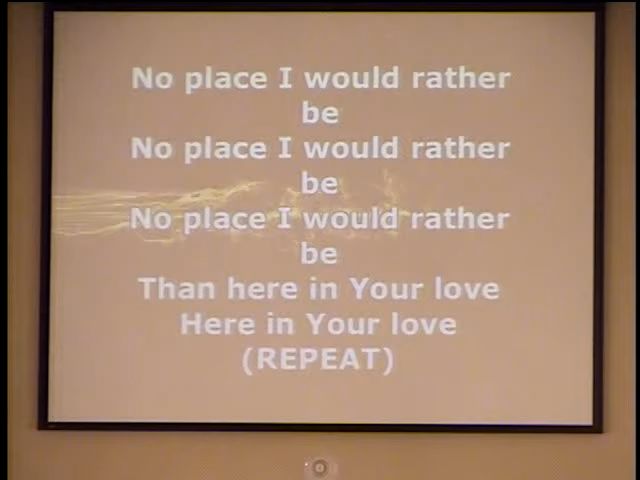 No place I would rather
be
No place I would rather
be
No place I would rather
be
Than here in Your love
Here in Your love
(REPEAT)